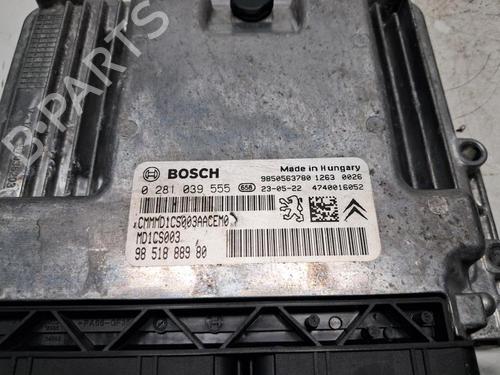 B-PARTS
BOSCH
Made in Hungary
9850563780 1263 0026
0 281 039 555 656 23-05-22 4740016052
CMMMD1CS003AACEM0
MD1CS003
98 518 889 80